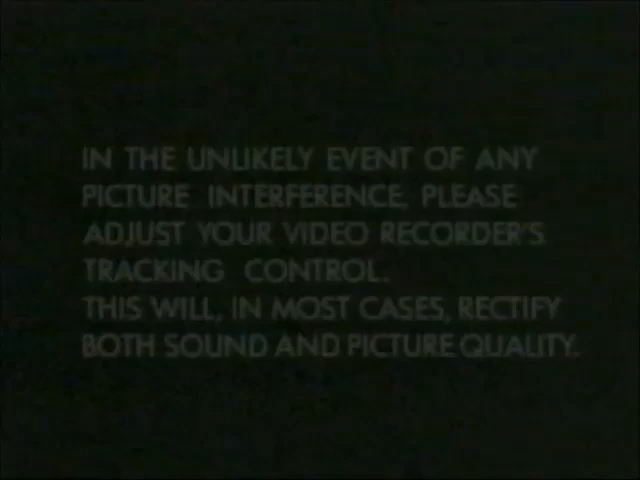 IN THE UNLIKELY EVENT OF ANY
PICTURE INTERFERENCE, PLEASE
ADJUST YOUR VIDEO RECORDER'S
TRACKING CONTROL.
THIS WILL, IN MOST CASES, RECTIFY
BOTH SOUND AND PICTURE QUALITY.